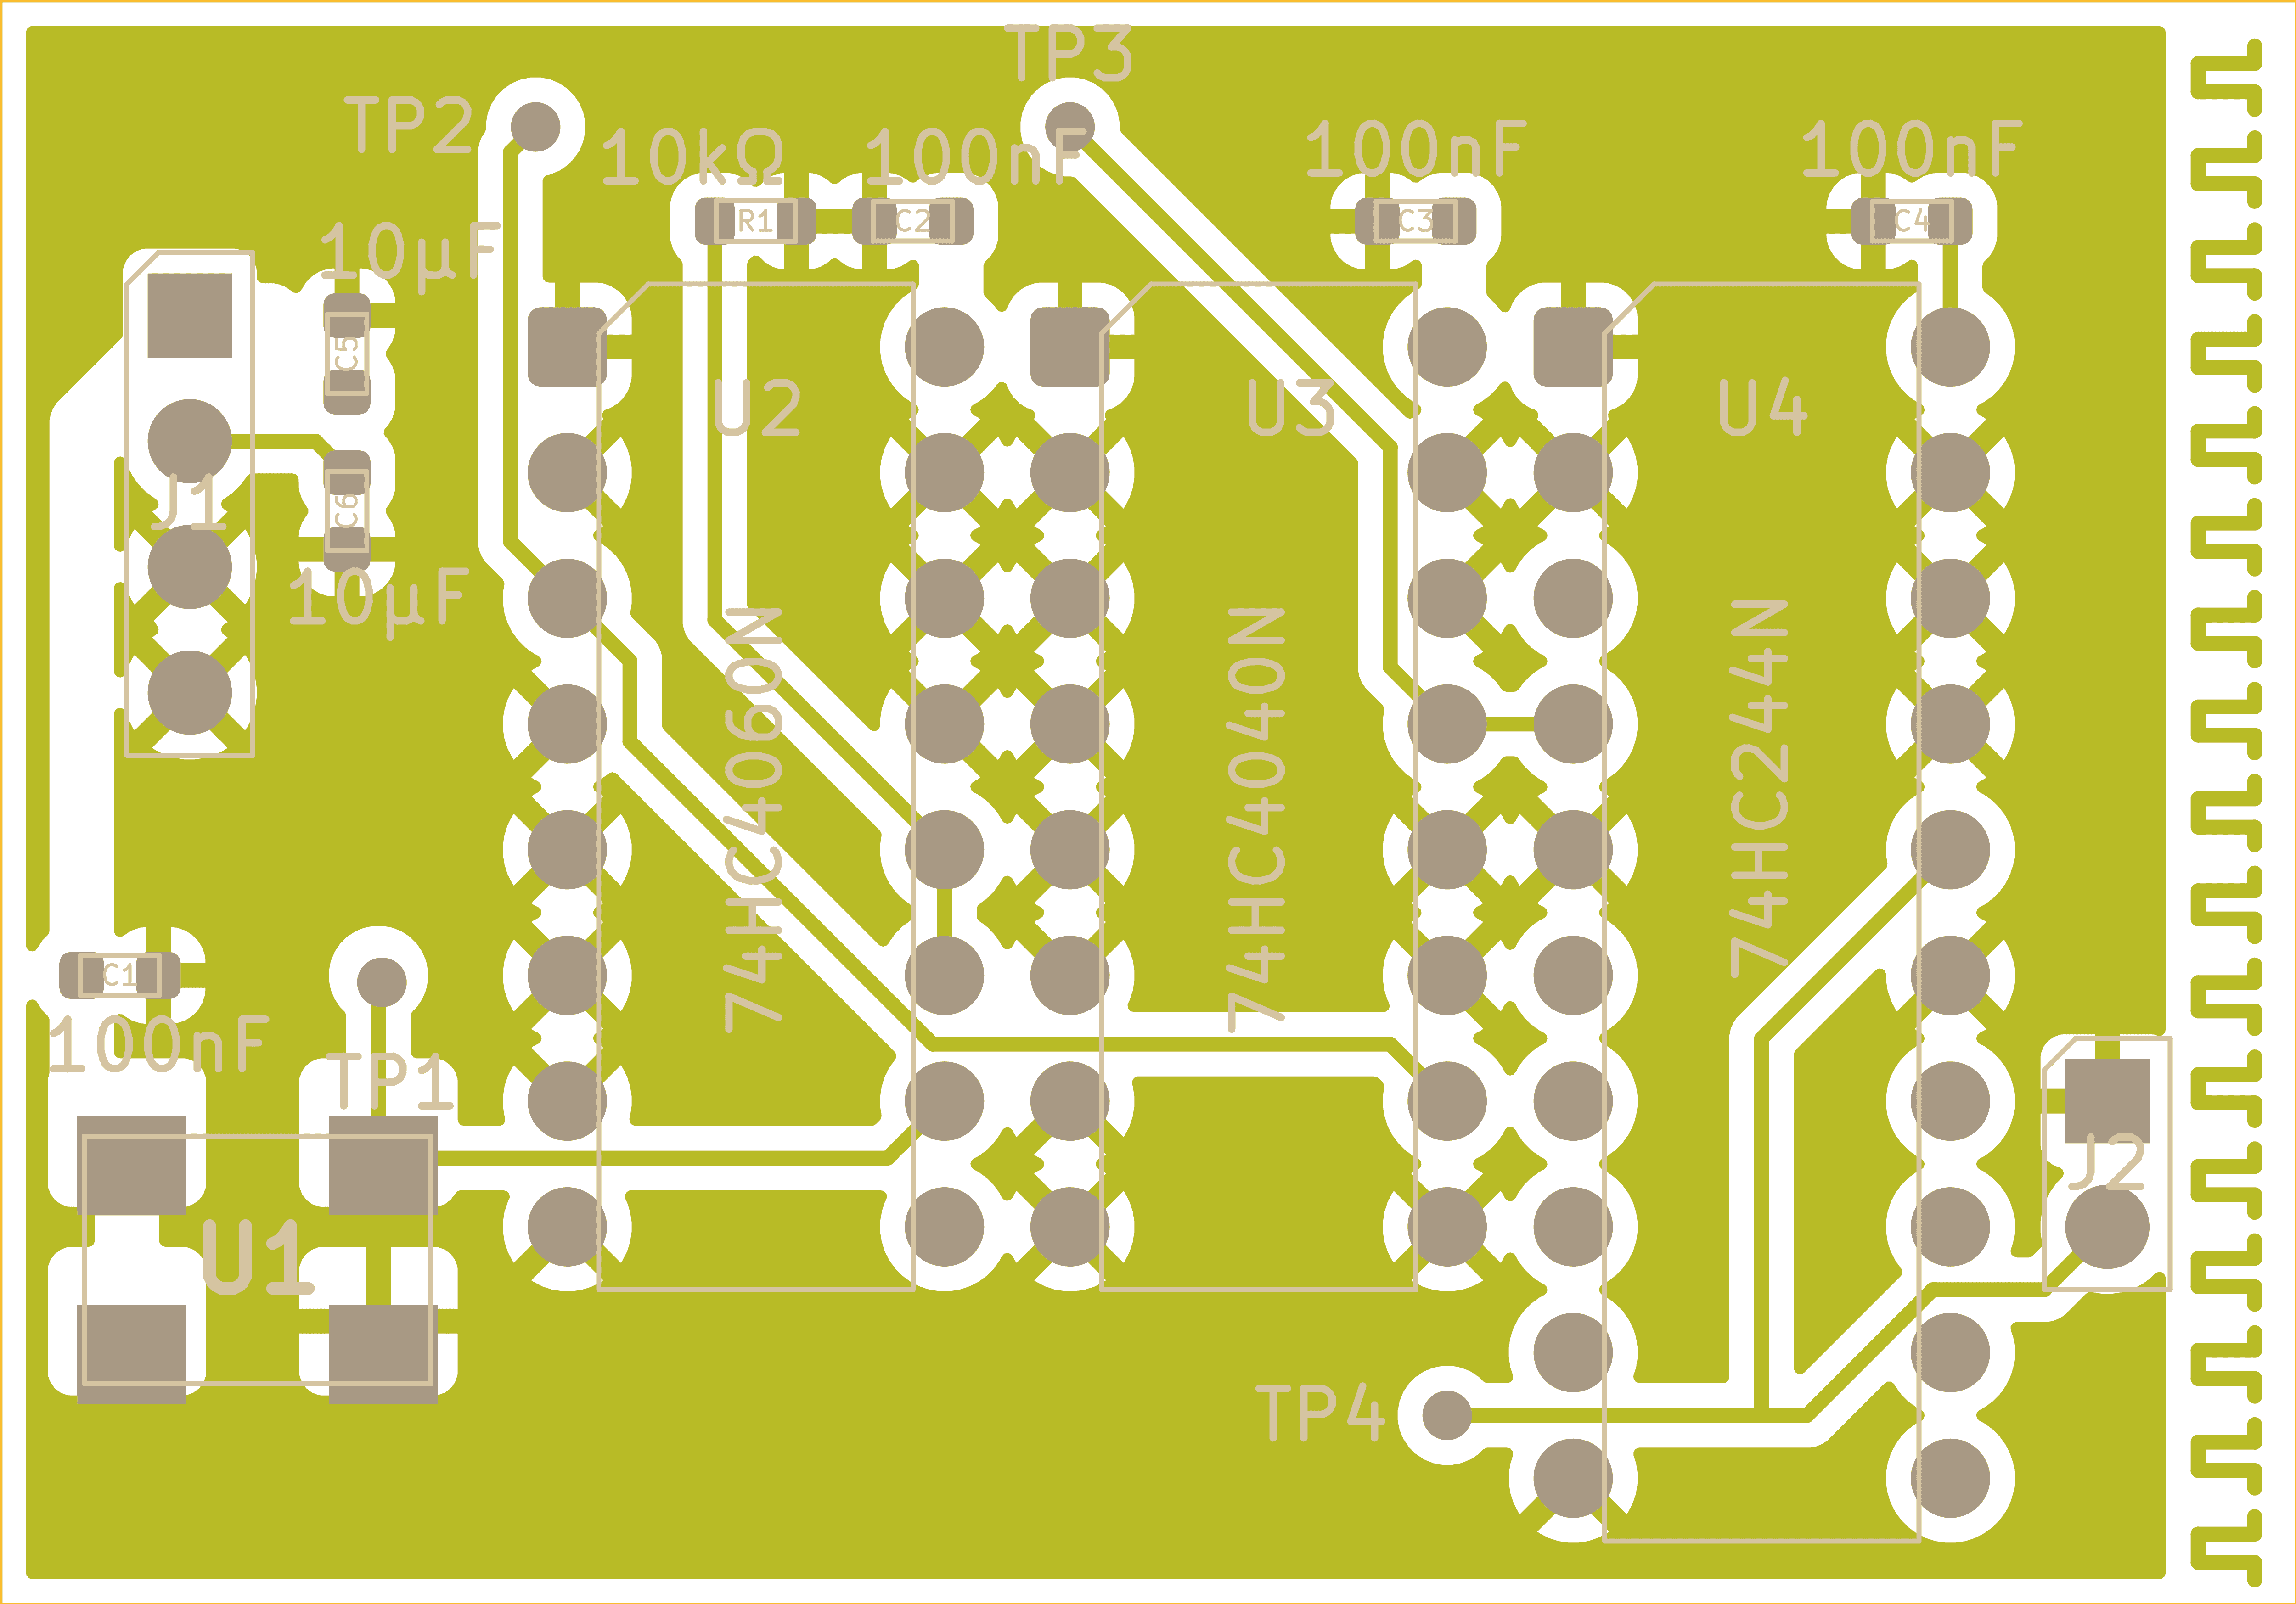 TP3
TP2
10kΩ
100nF
100nF
100nF
R1
C2
C3
C4
10µF
C5
U2
U3
U4
J1
C6
10µF
74HC4060N
74HC4040N
74HC244N
C1
100nF
TP1
J2
U1
TP4